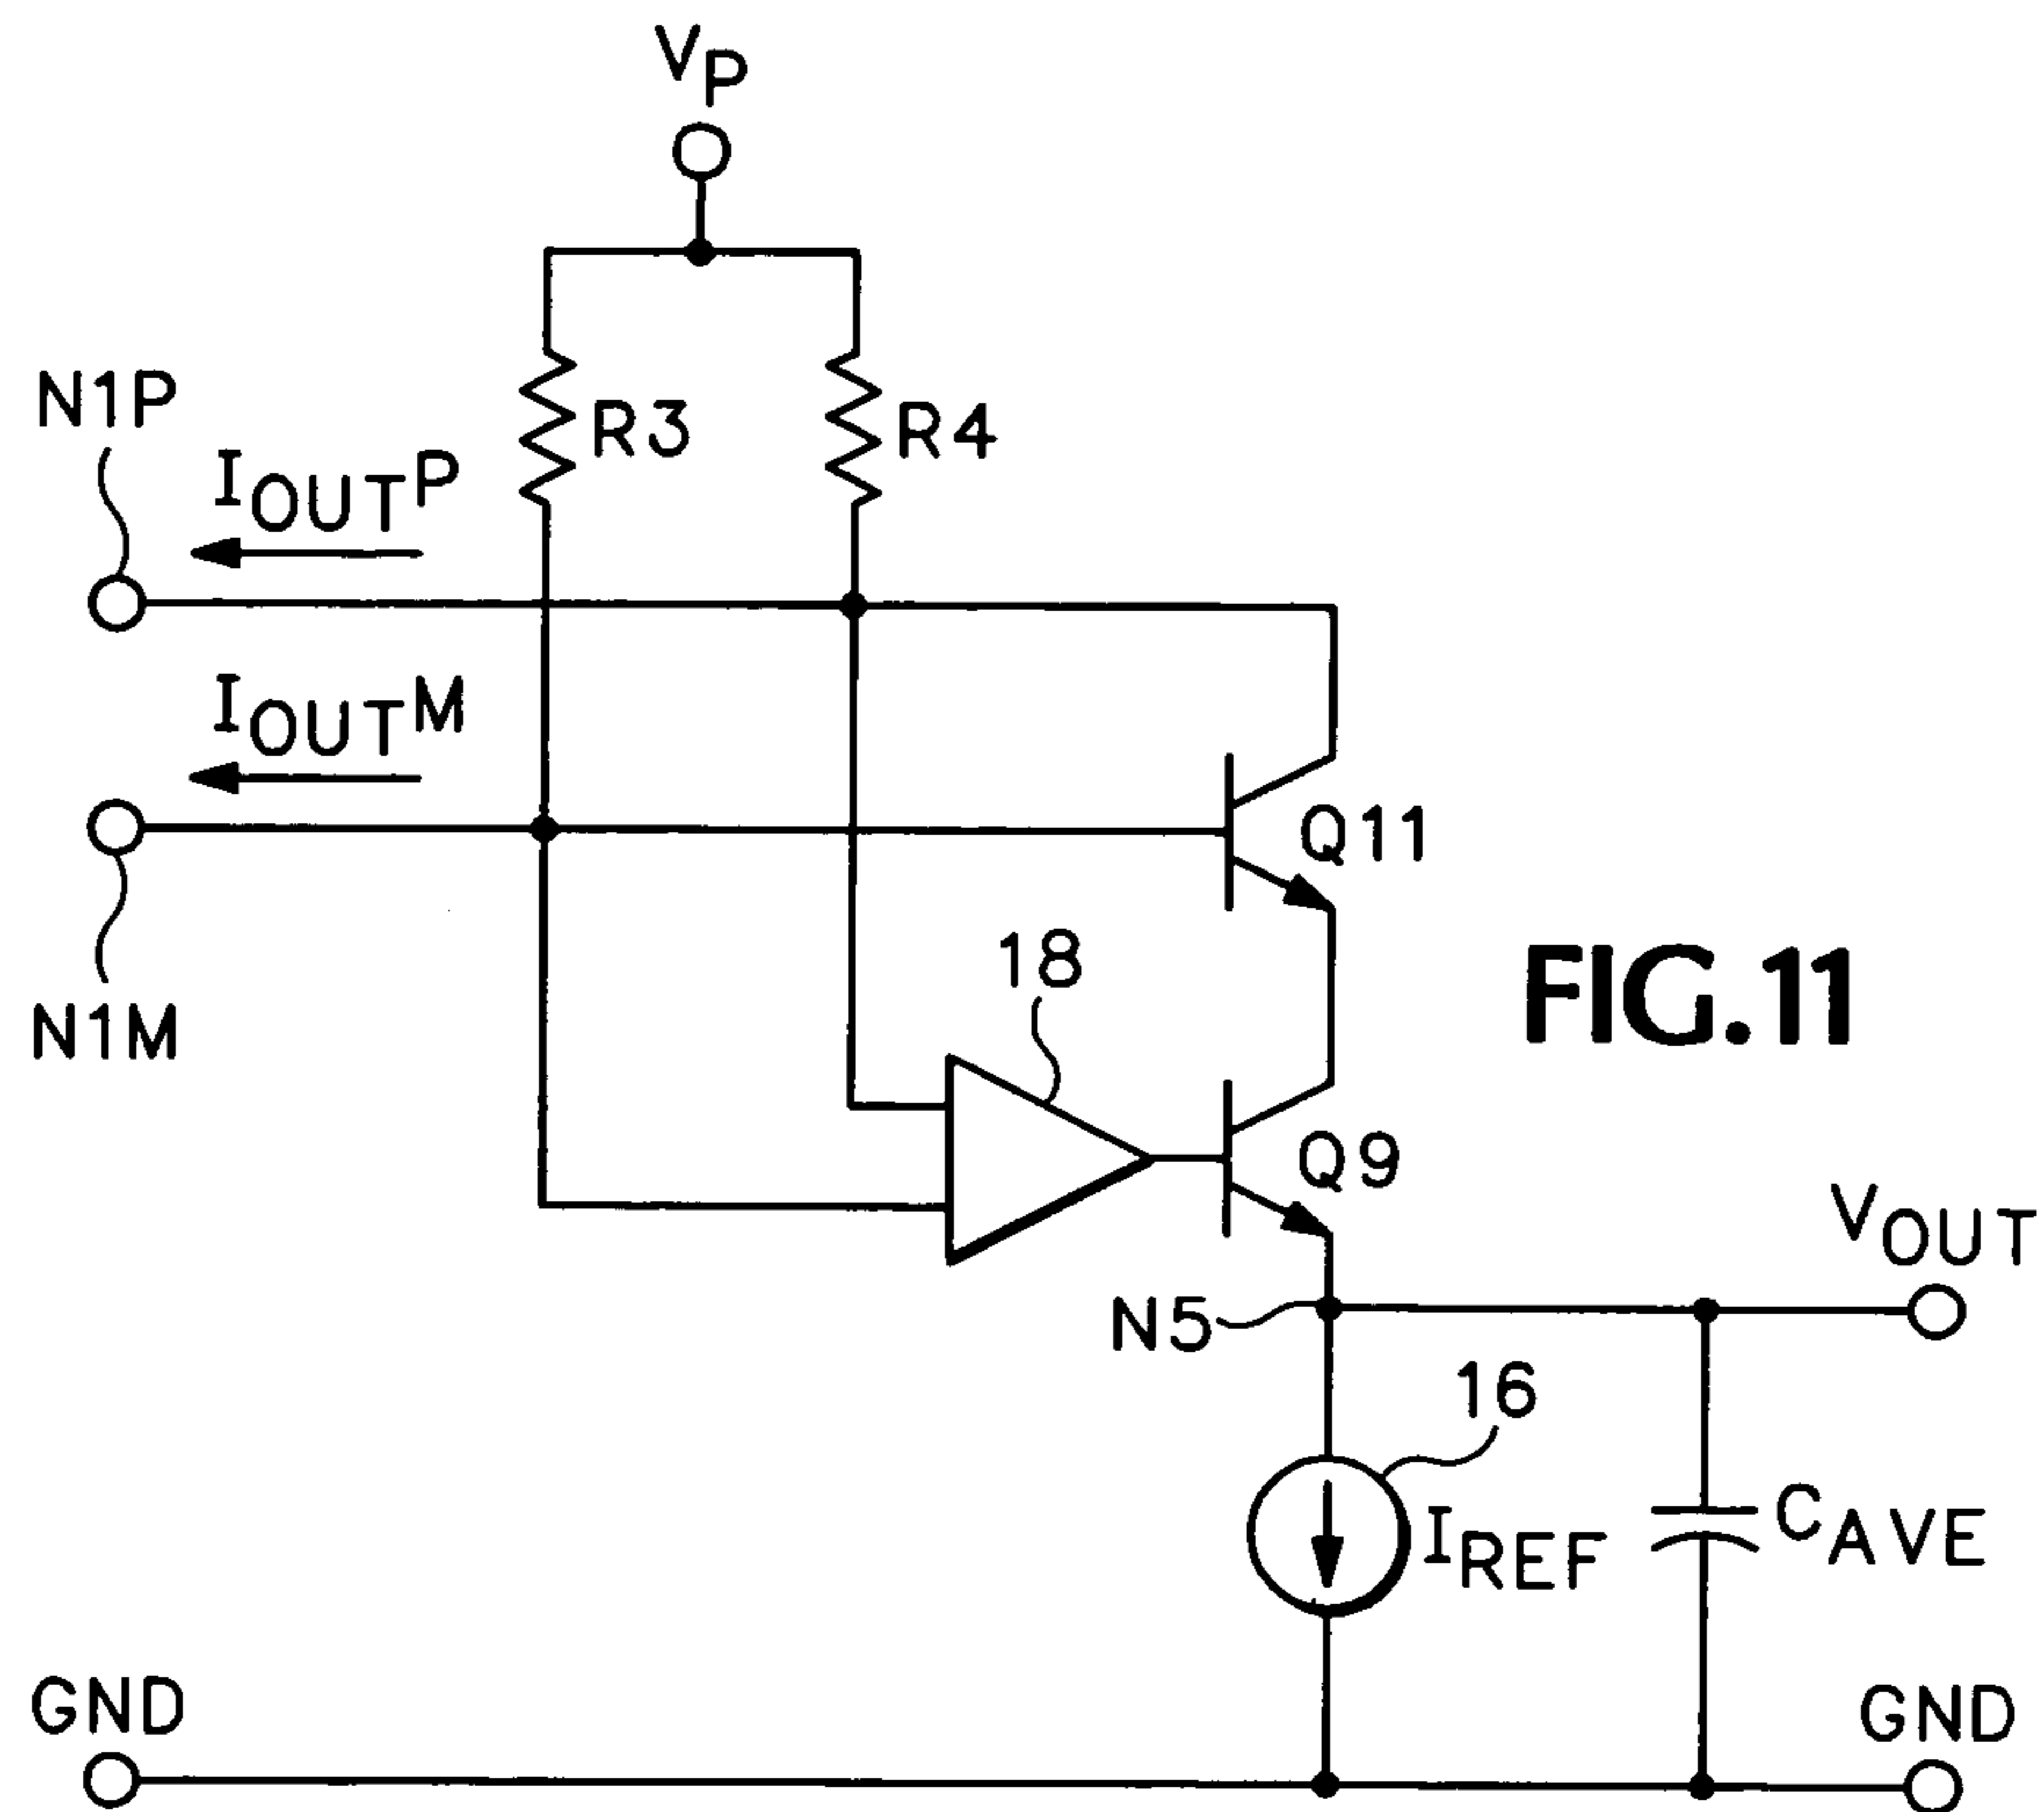 VP
N1P
R3
R4
IOUTP
IOUTM
Q11
N1M
18
FIG.11
Q9
VOUT
N5
16
IREF
CAVE
GND
GND